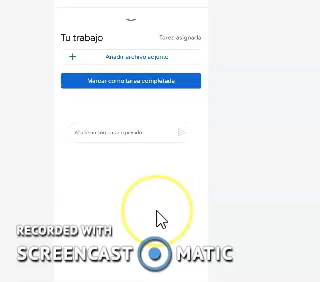 Tu trabajo
Tarea asignada
+ Añadir archivo adjunto
Marcar como tarea completada
RECORDED WITH
SCREENCAST MATIC